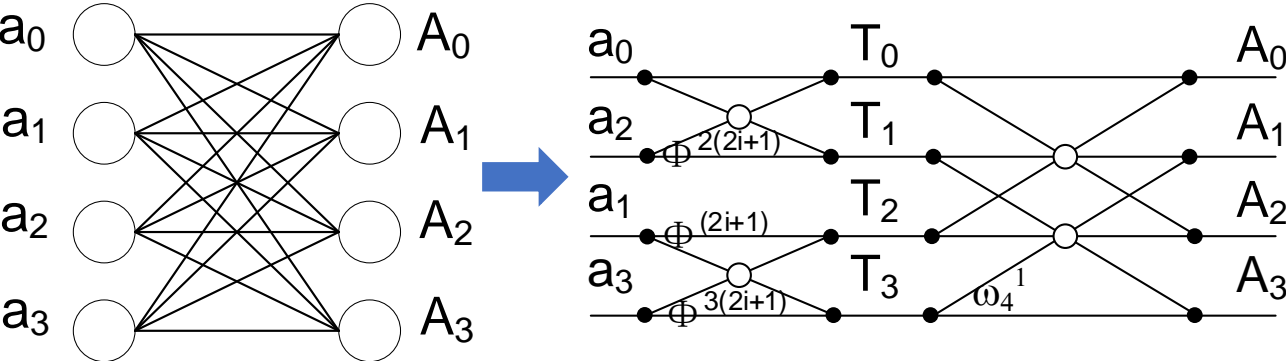 a₀ A₀
a₁ A₁
a₂ A₂
a₃ A₃
a₀ T₀ A₀
a₂ Φ²⁽²ⁱ⁺¹⁾ T₁ A₁
a₁ Φ⁽²ⁱ⁺¹⁾ T₂ A₂
a₃ Φ³⁽²ⁱ⁺¹⁾ T₃ ω₄¹ A₃